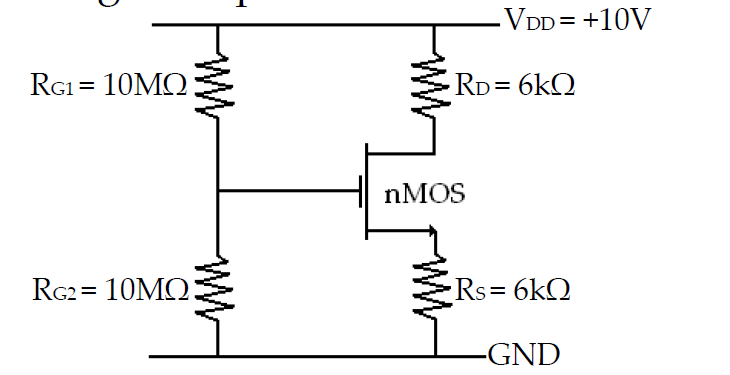 VDD = +10V
RG1 = 10MΩ
RD = 6kΩ
nMOS
RG2 = 10MΩ
RS = 6kΩ
GND